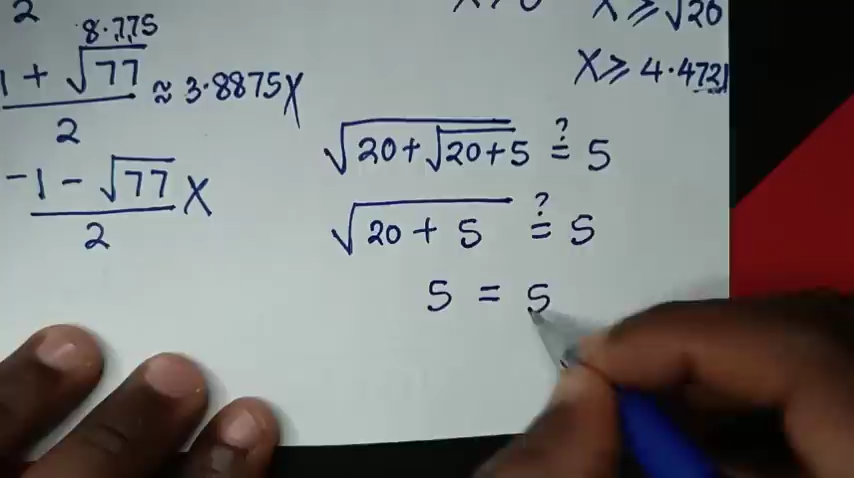 2
8.775
1 + √77 / 2 ≈ 3.8875 X
-1 - √77 / 2 X
X ≥ √20
X ≥ 4.4721
√(20 + √(20+5)) ?= 5
√(20 + 5) ?= 5
5 = 5